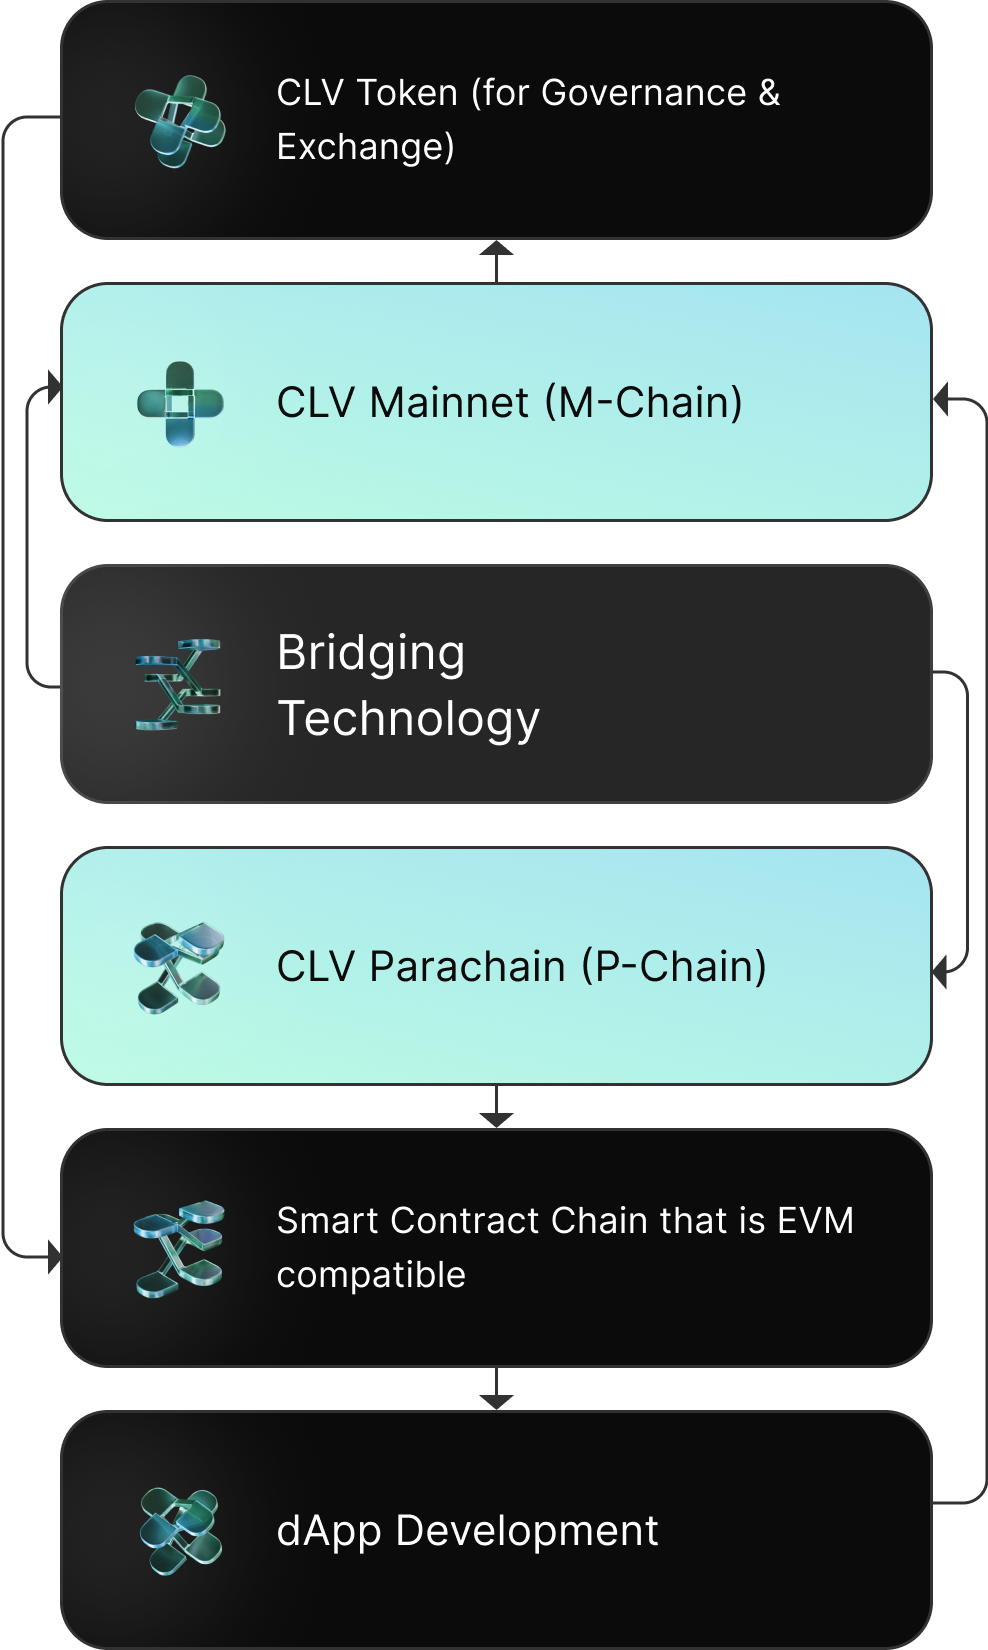 CLV Token (for Governance &
Exchange)
CLV Mainnet (M-Chain)
Bridging
Technology
CLV Parachain (P-Chain)
Smart Contract Chain that is EVM
compatible
dApp Development